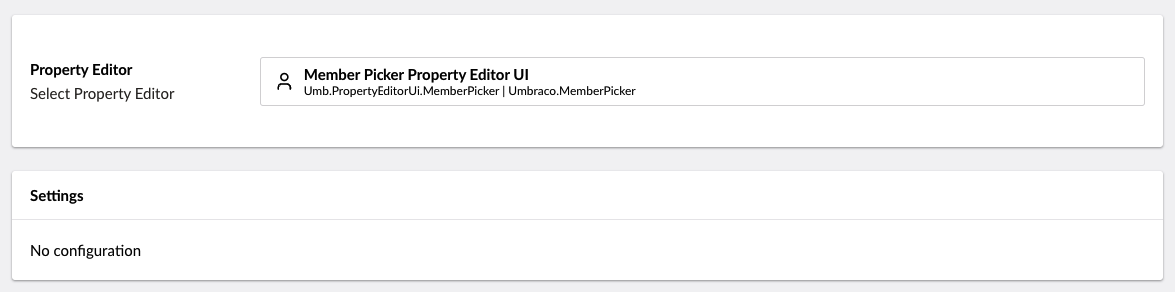 Property Editor
Select Property Editor
Member Picker Property Editor UI
Umb.PropertyEditorUi.MemberPicker | Umbraco.MemberPicker
Settings
No configuration